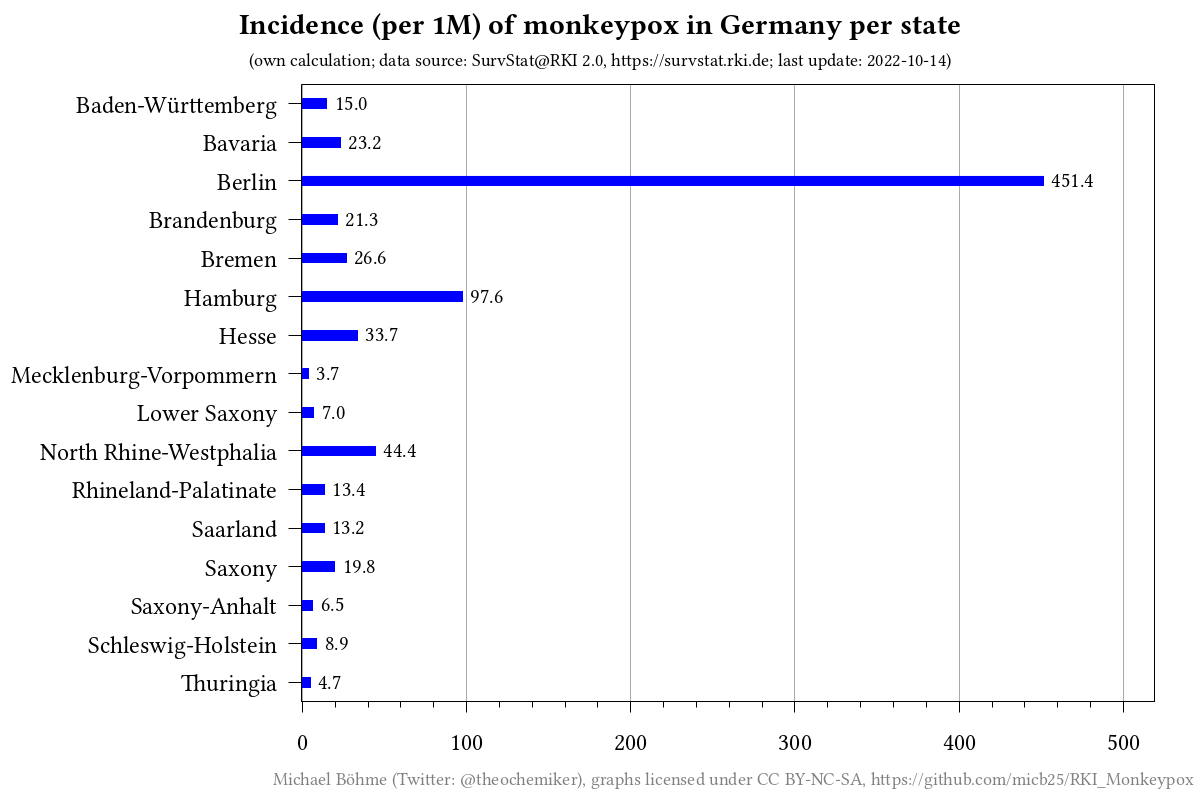 Incidence (per 1M) of monkeypox in Germany per state
(own calculation; data source: SurvStat@RKI 2.0, https://survstat.rki.de; last update: 2022-10-14)
Baden-Württemberg 15.0
Bavaria 23.2
Berlin 451.4
Brandenburg 21.3
Bremen 26.6
Hamburg 97.6
Hesse 33.7
Mecklenburg-Vorpommern 3.7
Lower Saxony 7.0
North Rhine-Westphalia 44.4
Rhineland-Palatinate 13.4
Saarland 13.2
Saxony 19.8
Saxony-Anhalt 6.5
Schleswig-Holstein 8.9
Thuringia 4.7
0 100 200 300 400 500
Michael Böhme (Twitter: @theochemiker), graphs licensed under CC BY-NC-SA, https://github.com/micb25/RKI_Monkeypox